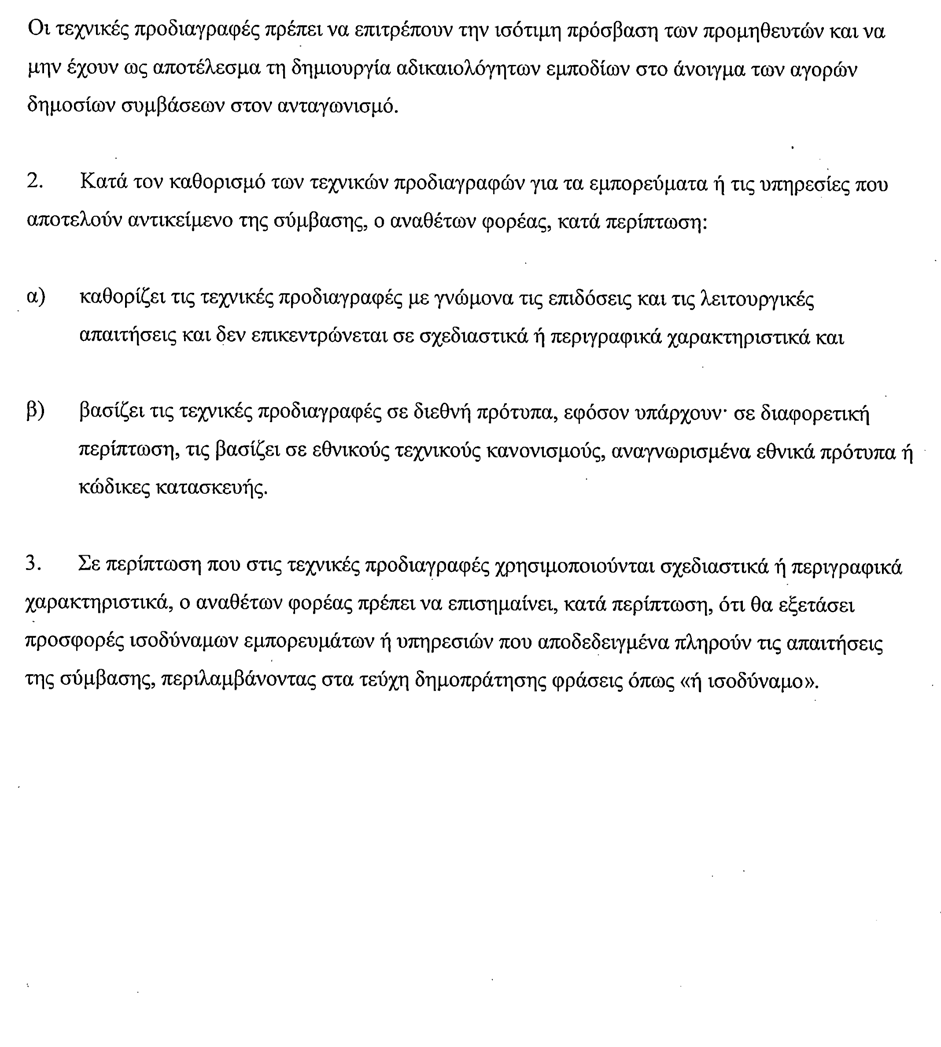 Οι τεχνικές προδιαγραφές πρέπει να επιτρέπουν την ισότιμη πρόσβαση των προμηθευτών και να
μην έχουν ως αποτέλεσμα τη δημιουργία αδικαιολόγητων εμποδίων στο άνοιγμα των αγορών
δημοσίων συμβάσεων στον ανταγωνισμό.
2. Κατά τον καθορισμό των τεχνικών προδιαγραφών για τα εμπορεύματα ή τις υπηρεσίες που
αποτελούν αντικείμενο της σύμβασης, ο αναθέτων φορέας, κατά περίπτωση:
α) καθορίζει τις τεχνικές προδιαγραφές με γνώμονα τις επιδόσεις και τις λειτουργικές
απαιτήσεις και δεν επικεντρώνεται σε σχεδιαστικά ή περιγραφικά χαρακτηριστικά και
β) βασίζει τις τεχνικές προδιαγραφές σε διεθνή πρότυπα, εφόσον υπάρχουν· σε διαφορετική
περίπτωση, τις βασίζει σε εθνικούς τεχνικούς κανονισμούς, αναγνωρισμένα εθνικά πρότυπα ή
κώδικες κατασκευής.
3. Σε περίπτωση που στις τεχνικές προδιαγραφές χρησιμοποιούνται σχεδιαστικά ή περιγραφικά
χαρακτηριστικά, ο αναθέτων φορέας πρέπει να επισημαίνει, κατά περίπτωση, ότι θα εξετάσει
προσφορές ισοδύναμων εμπορευμάτων ή υπηρεσιών που αποδεδειγμένα πληρούν τις απαιτήσεις
της σύμβασης, περιλαμβάνοντας στα τεύχη δημοπράτησης φράσεις όπως «ή ισοδύναμο».